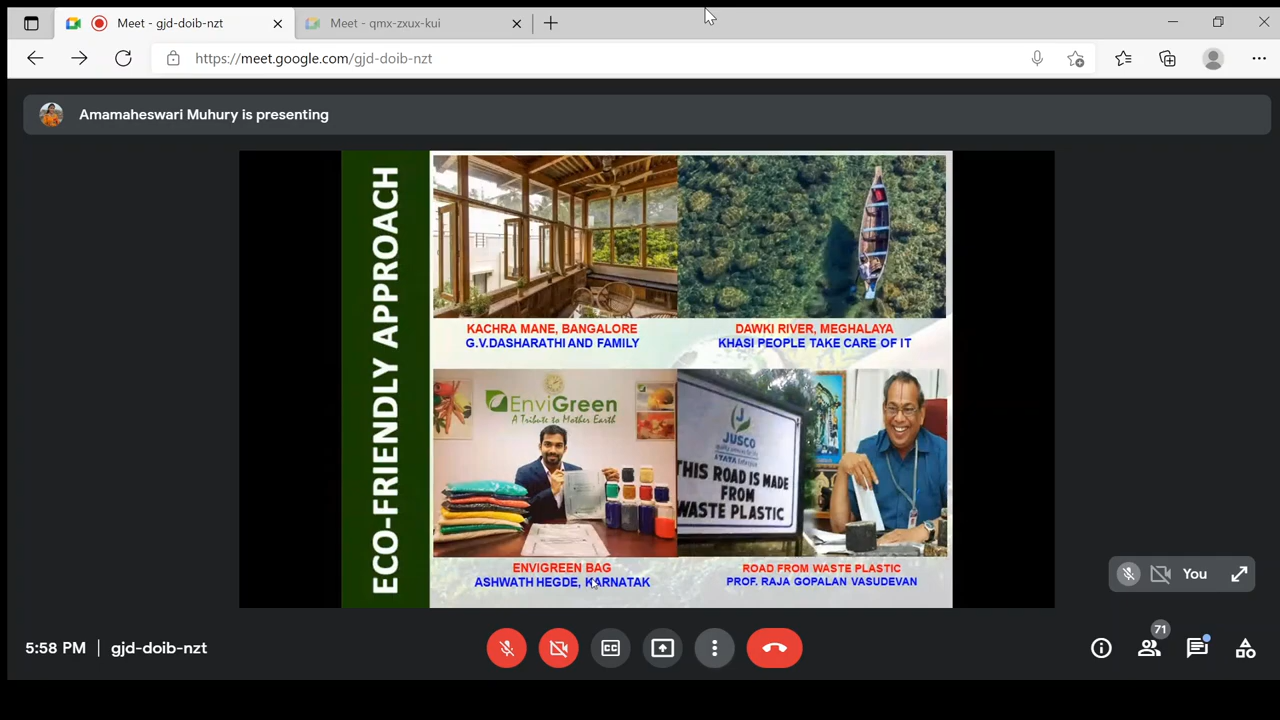 Meet - gjd-doib-nzt
Meet - qmx-zxux-kui
https://meet.google.com/gjd-doib-nzt
Amamaheswari Muhury is presenting
ECO-FRIENDLY APPROACH
KACHRA MANE, BANGALORE
G.V.DASHARATHI AND FAMILY
DAWKI RIVER, MEGHALAYA
KHASI PEOPLE TAKE CARE OF IT
EnviGreen
A Tribute to Mother Earth
JUSCO
A TATA Enterprise
THIS ROAD IS MADE
FROM
WASTE PLASTIC
ENVIGREEN BAG
ASHWATH HEGDE, KARNATAK
ROAD FROM WASTE PLASTIC
PROF. RAJA GOPALAN VASUDEVAN
You
5:58 PM
gjd-doib-nzt
CC
71